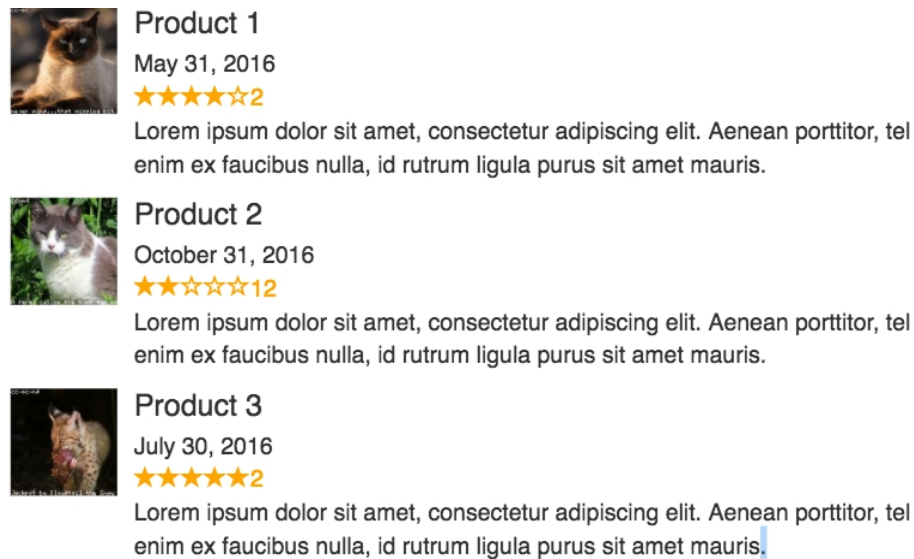 Product 1
May 31, 2016
★★★★☆2
Lorem ipsum dolor sit amet, consectetur adipiscing elit. Aenean porttitor, tel
enim ex faucibus nulla, id rutrum ligula purus sit amet mauris.
Product 2
October 31, 2016
★★☆☆☆12
Lorem ipsum dolor sit amet, consectetur adipiscing elit. Aenean porttitor, tel
enim ex faucibus nulla, id rutrum ligula purus sit amet mauris.
Product 3
July 30, 2016
★★★★★2
Lorem ipsum dolor sit amet, consectetur adipiscing elit. Aenean porttitor, tel
enim ex faucibus nulla, id rutrum ligula purus sit amet mauris.